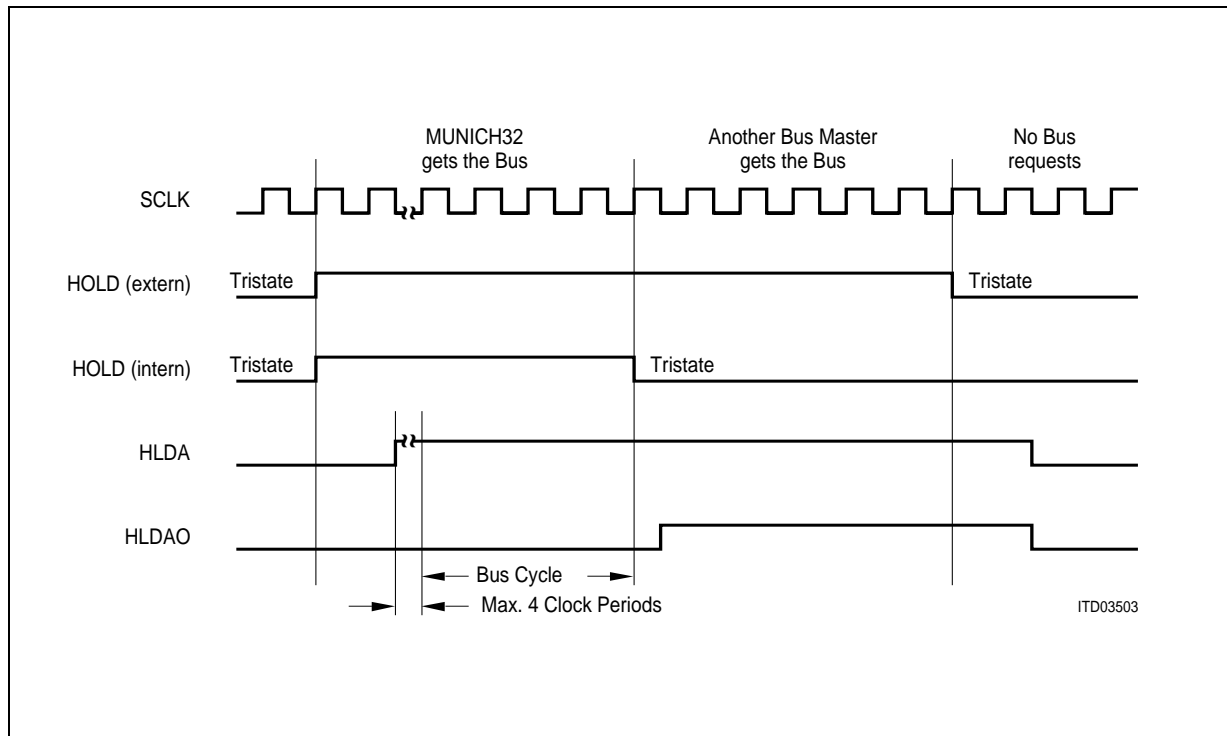 MUNICH32
gets the Bus
Another Bus Master
gets the Bus
No Bus
requests
SCLK
HOLD (extern)
Tristate
Tristate
HOLD (intern)
Tristate
Tristate
HLDA
HLDAO
Bus Cycle
Max. 4 Clock Periods
ITD03503